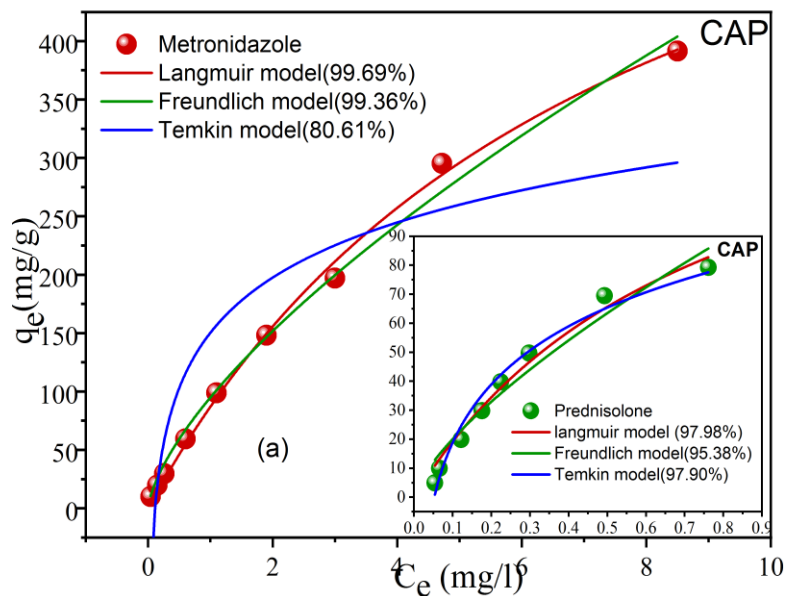 CAP
Metronidazole
Langmuir model(99.69%)
Freundlich model(99.36%)
Temkin model(80.61%)
400
350
300
250
200
150
100
50
0
qe(mg/g)
(a)
0
2
4
6
8
10
Ce (mg/l)
CAP
90
80
70
60
50
40
30
20
10
0
Prednisolone
langmuir model (97.98%)
Freundlich model(95.38%)
Temkin model(97.90%)
0.0 0.1 0.2 0.3 0.4 0.5 0.6 0.7 0.8 0.9